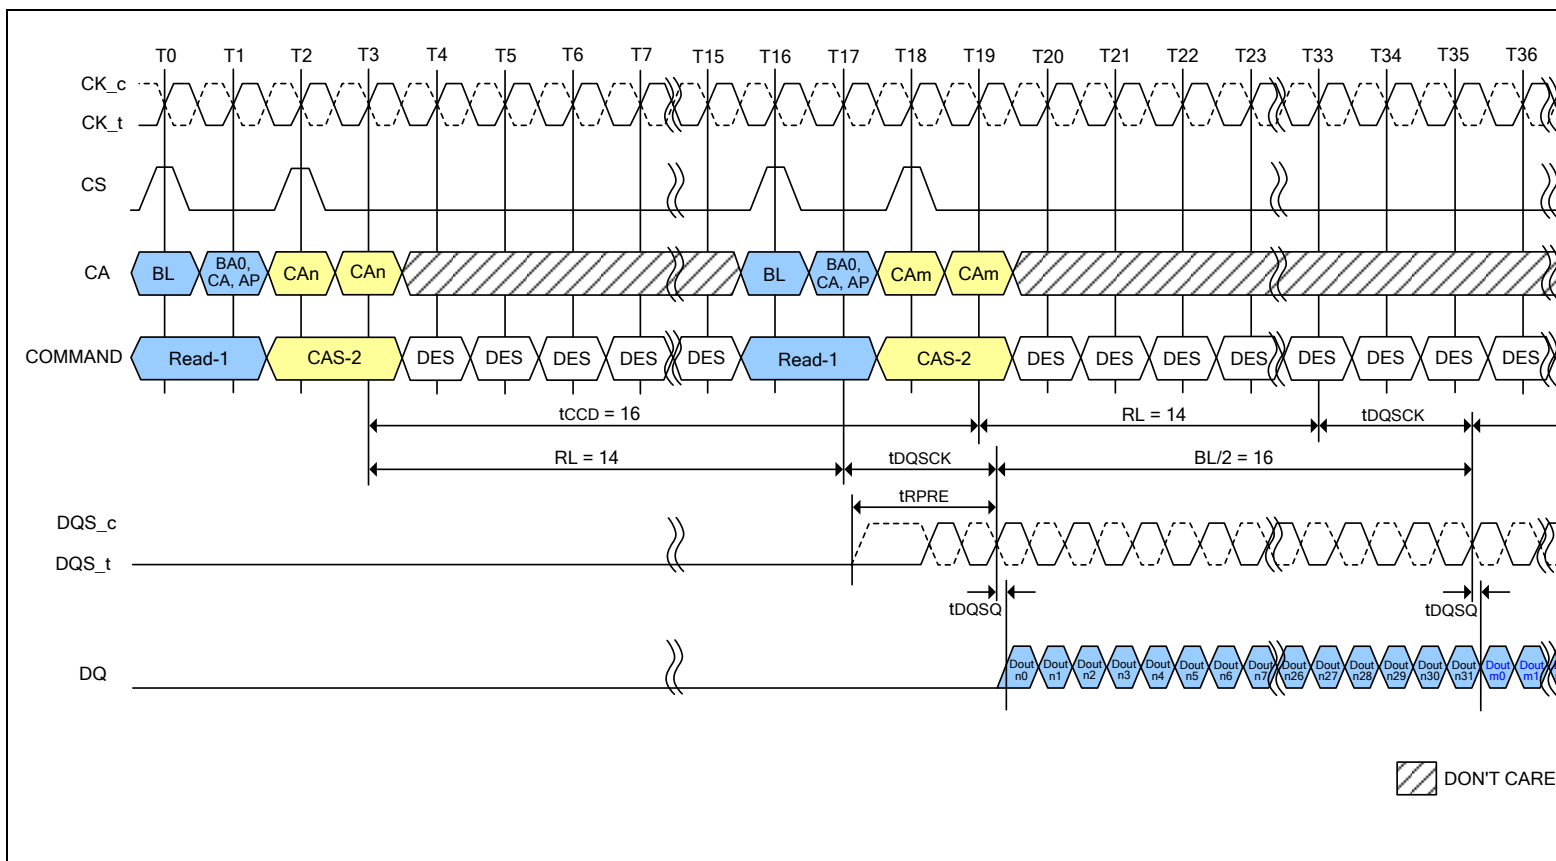 T0 T1 T2 T3 T4 T5 T6 T7 T15 T16 T17 T18 T19 T20 T21 T22 T23 T33 T34 T35 T36
CK_c
CK_t
CS
CA BL BA0, CA, AP CAn CAn BL BA0, CA, AP CAm CAm
COMMAND Read-1 CAS-2 DES DES DES DES DES Read-1 CAS-2 DES DES DES DES DES DES DES DES
tCCD = 16 RL = 14 tDQSCK
RL = 14 tDQSCK BL/2 = 16
tRPRE
DQS_c
DQS_t
tDQSQ tDQSQ
DQ Dout n0 Dout n1 Dout n2 Dout n3 Dout n4 Dout n5 Dout n6 Dout n7 Dout n26 Dout n27 Dout n28 Dout n29 Dout n30 Dout n31 Dout m0 Dout m1
DON'T CARE